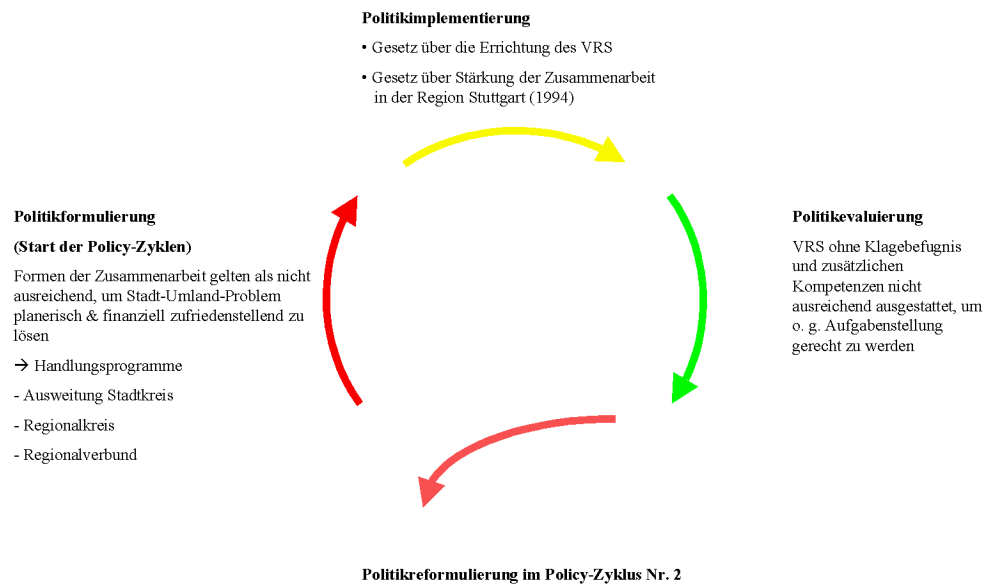 Politikimplementierung
• Gesetz über die Errichtung des VRS
• Gesetz über Stärkung der Zusammenarbeit
in der Region Stuttgart (1994)
Politikformulierung
(Start der Policy-Zyklen)
Formen der Zusammenarbeit gelten als nicht
ausreichend, um Stadt-Umland-Problem
planerisch & finanziell zufriedenstellend zu
lösen
→ Handlungsprogramme
- Ausweitung Stadtkreis
- Regionalkreis
- Regionalverbund
Politikevaluierung
VRS ohne Klagebefugnis
und zusätzlichen
Kompetenzen nicht
ausreichend ausgestattet, um
o. g. Aufgabenstellung
gerecht zu werden
Politikreformulierung im Policy-Zyklus Nr. 2